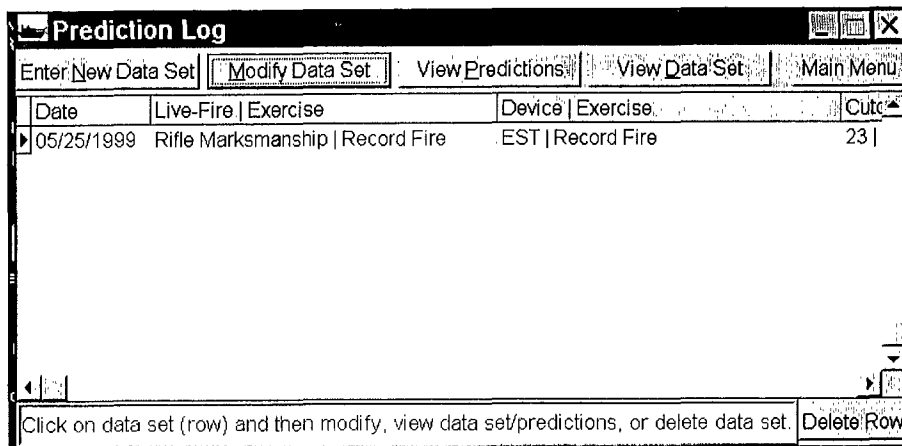 Prediction Log
Enter New Data Set Modify Data Set View Predictions View Data Set Main Menu
Date Live-Fire | Exercise Device | Exercise Cuto
05/25/1999 Rifle Marksmanship | Record Fire EST | Record Fire 23 |
Click on data set (row) and then modify, view data set/predictions, or delete data set. Delete Row